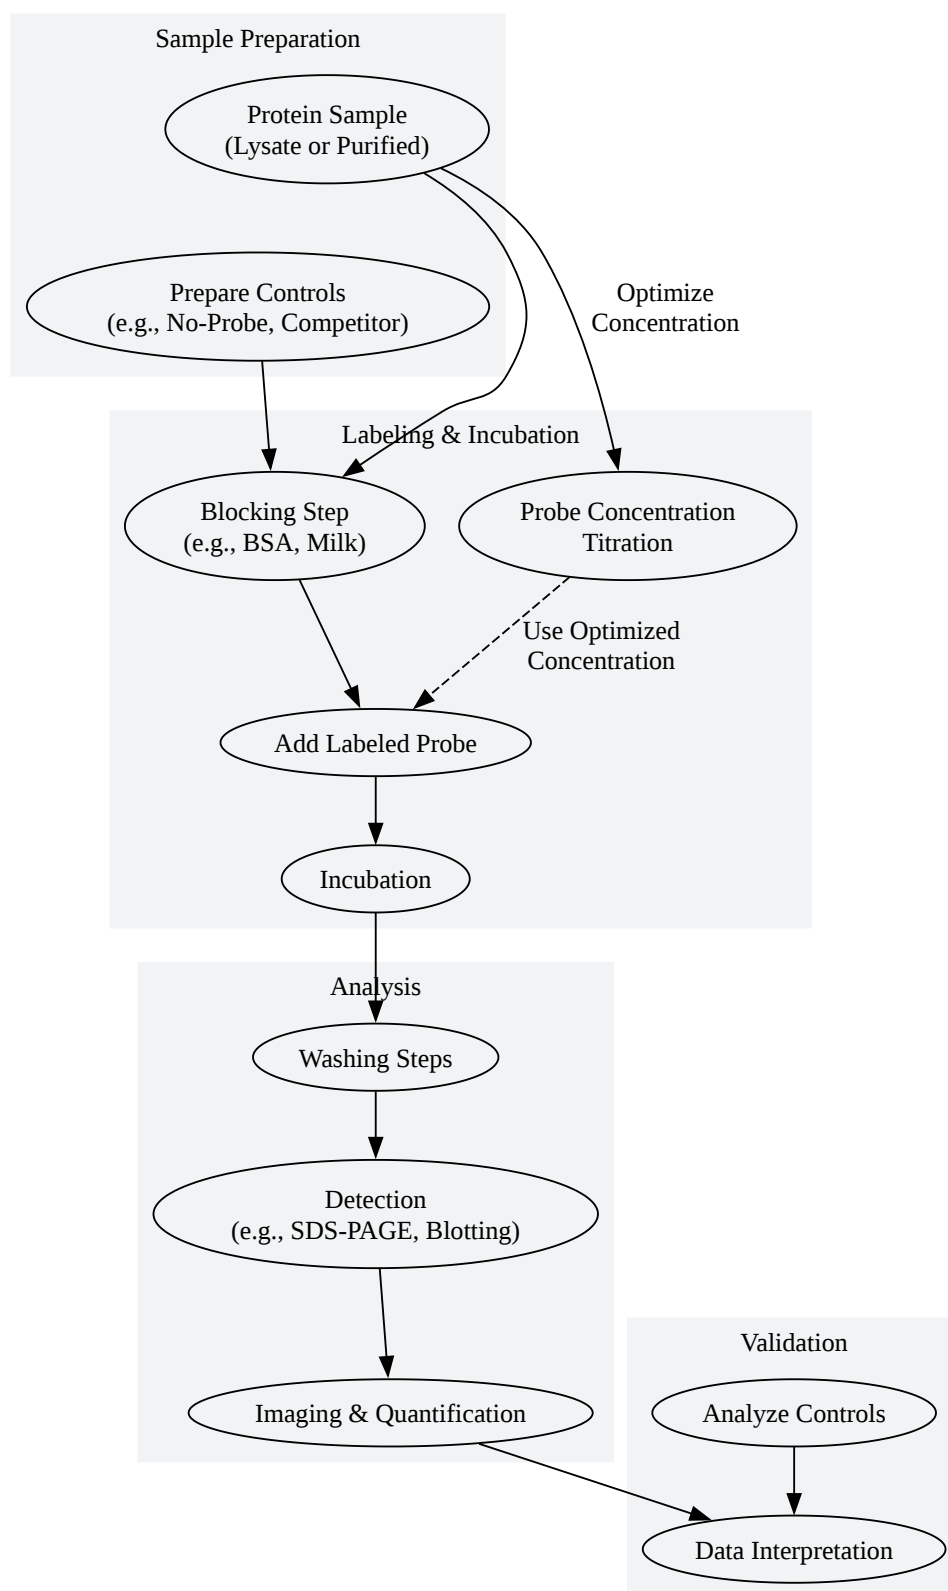 Sample Preparation
Protein Sample
(Lysate or Purified)
Prepare Controls
(e.g., No-Probe, Competitor)
Optimize
Concentration
Labeling & Incubation
Blocking Step
(e.g., BSA, Milk)
Probe Concentration
Titration
Use Optimized
Concentration
Add Labeled Probe
Incubation
Analysis
Washing Steps
Detection
(e.g., SDS-PAGE, Blotting)
Imaging & Quantification
Validation
Analyze Controls
Data Interpretation